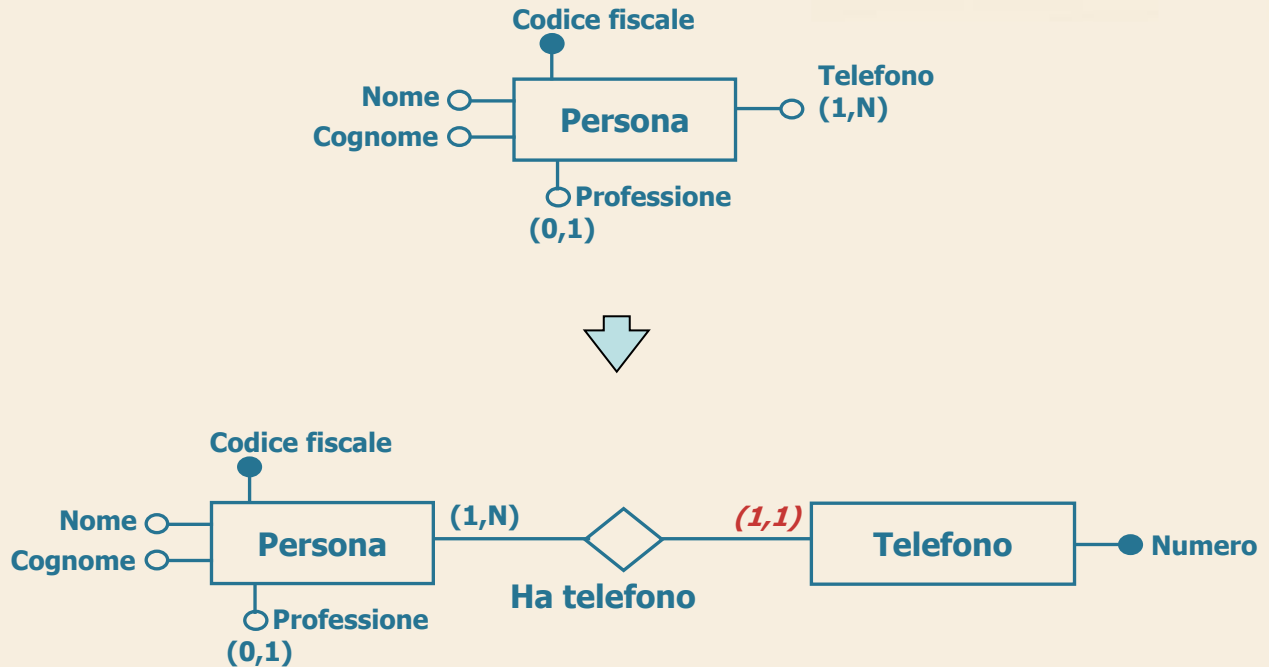 Codice fiscale
Telefono
(1,N)
Nome
Persona
Cognome
Professione
(0,1)
Codice fiscale
Nome
(1,N)
(1,1)
Persona
Telefono
Numero
Cognome
Ha telefono
Professione
(0,1)